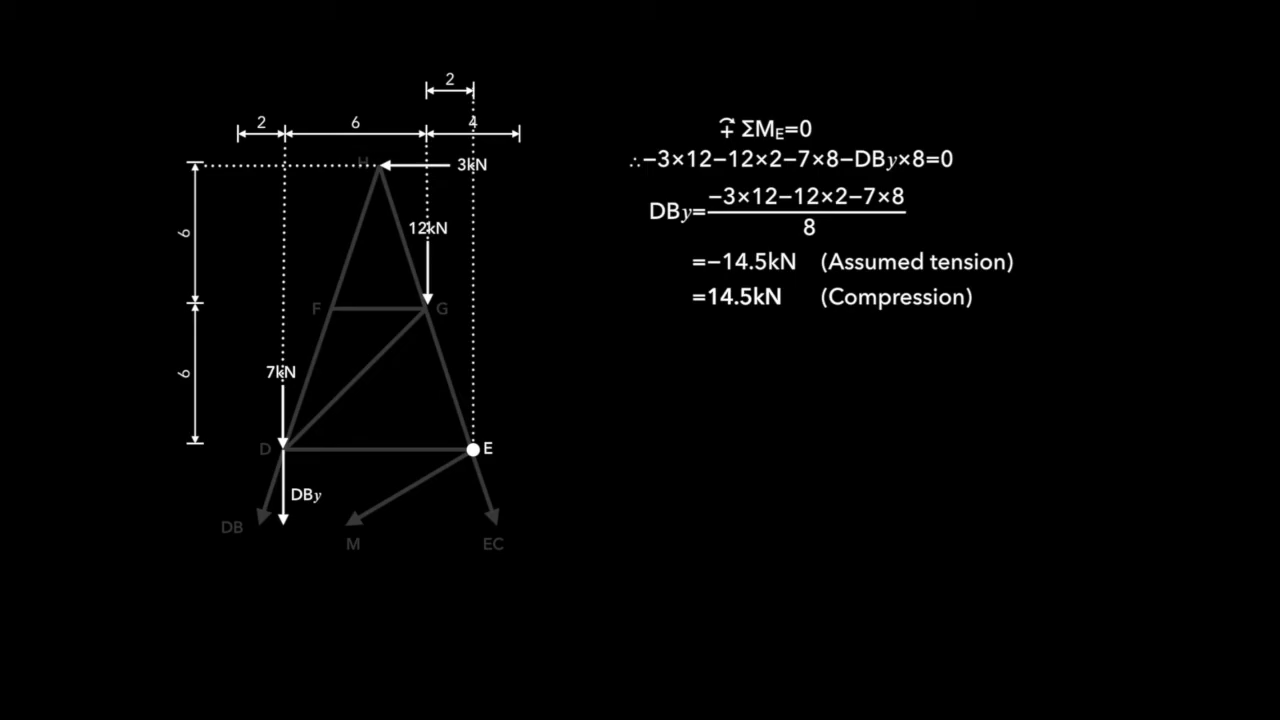 2
2 6 4
H 3kN
12kN
6
F G
7kN
6
D E
DBy
DB
M EC
+ ΣME=0
∴−3×12−12×2−7×8−DBy×8=0
DBy=−3×12−12×2−7×8
8
=−14.5kN (Assumed tension)
=14.5kN (Compression)